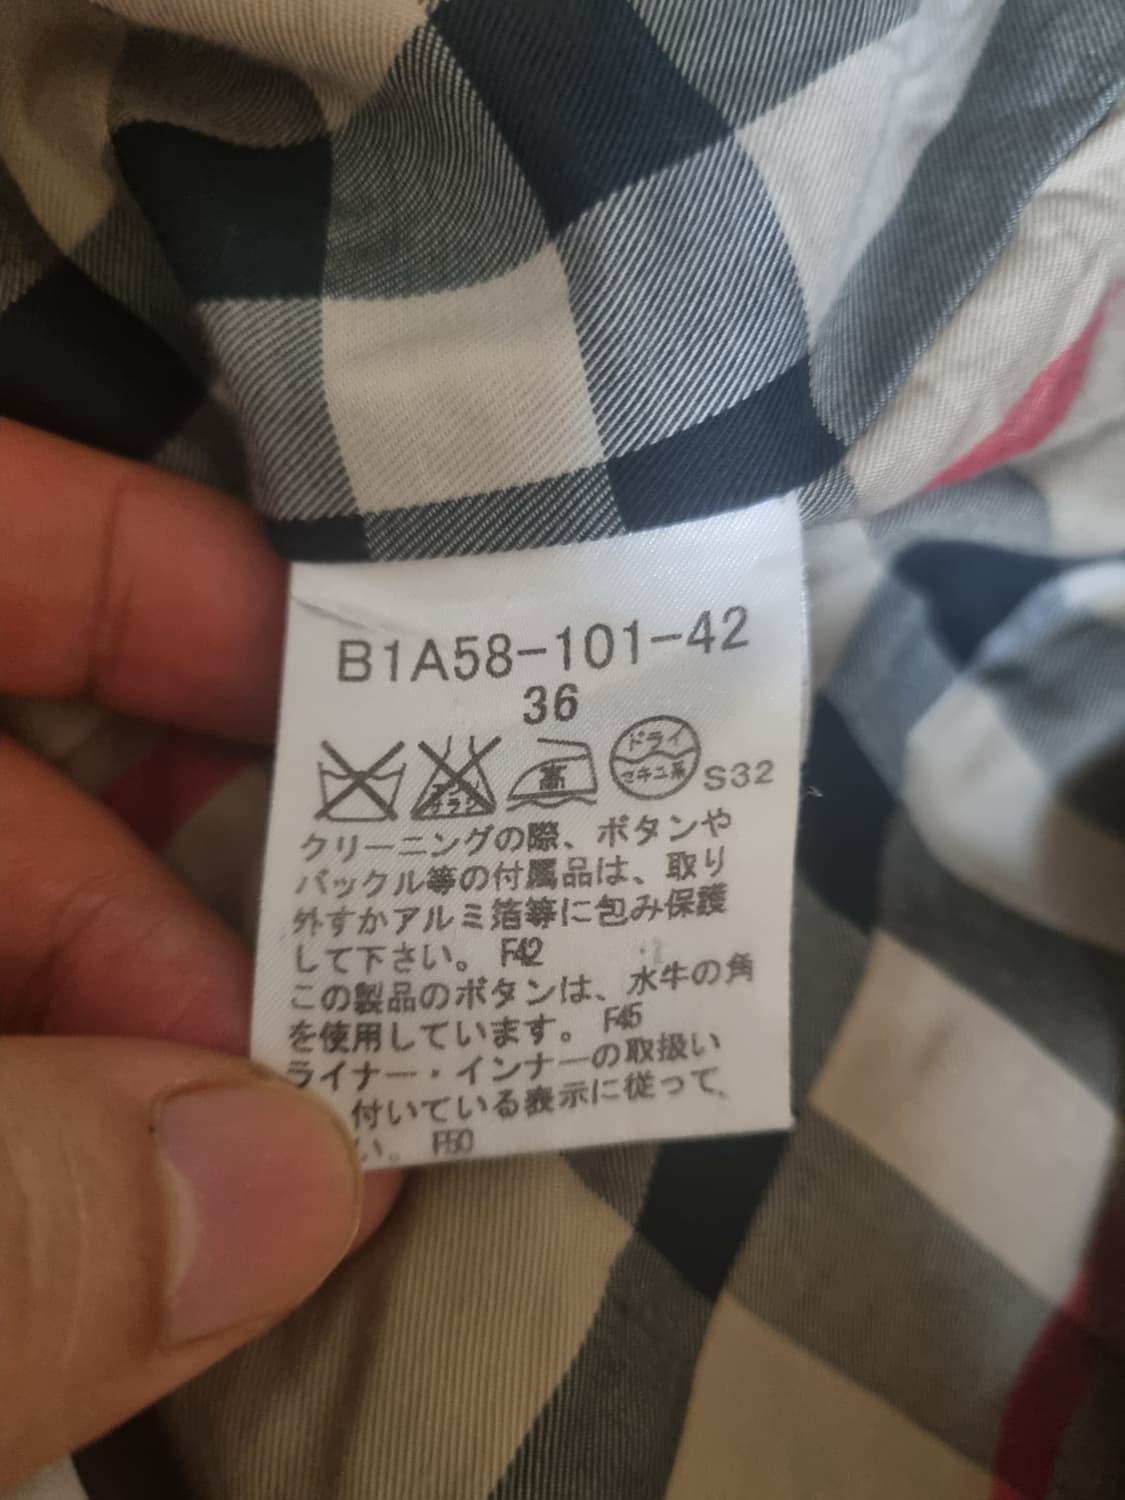 B1A58-101-42
36
高
ドライ
セキユ系
S32
クリーニングの際、ボタンや
バックル等の付属品は、取り
外すかアルミ箔等に包み保護
して下さい。 F42
この製品のボタンは、水牛の角
を使用しています。 F45
ライナー・インナーの取扱い
付いている表示に従って、
い。 F60